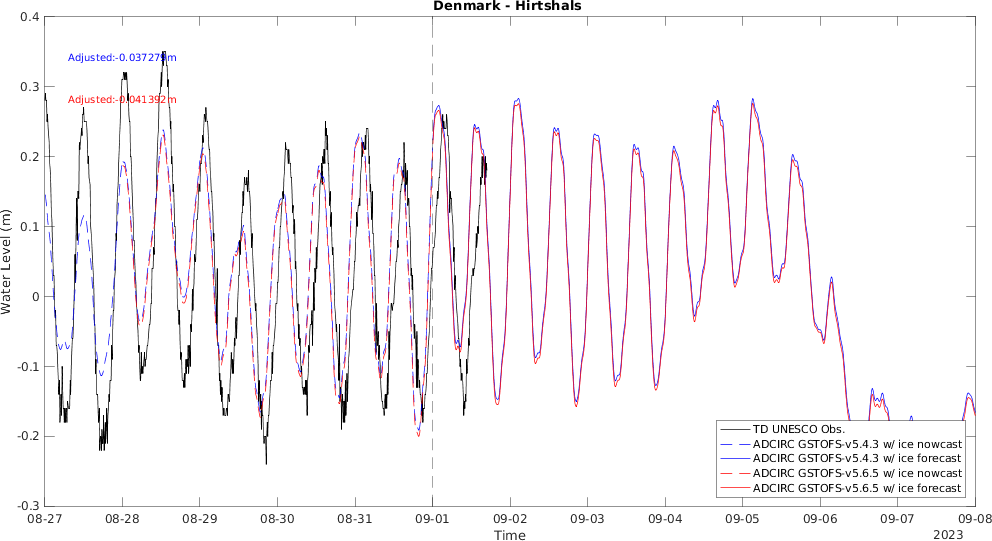 Denmark - Hirtshals
0.4
0.3
0.2
0.1
0
-0.1
-0.2
-0.3
Water Level (m)
Adjusted:-0.037279m
Adjusted:-0.041392m
TD UNESCO Obs.
ADCIRC GSTOFS-v5.4.3 w/ ice nowcast
ADCIRC GSTOFS-v5.4.3 w/ ice forecast
ADCIRC GSTOFS-v5.6.5 w/ ice nowcast
ADCIRC GSTOFS-v5.6.5 w/ ice forecast
08-27 08-28 08-29 08-30 08-31 09-01 09-02 09-03 09-04 09-05 09-06 09-07 09-08
Time
2023